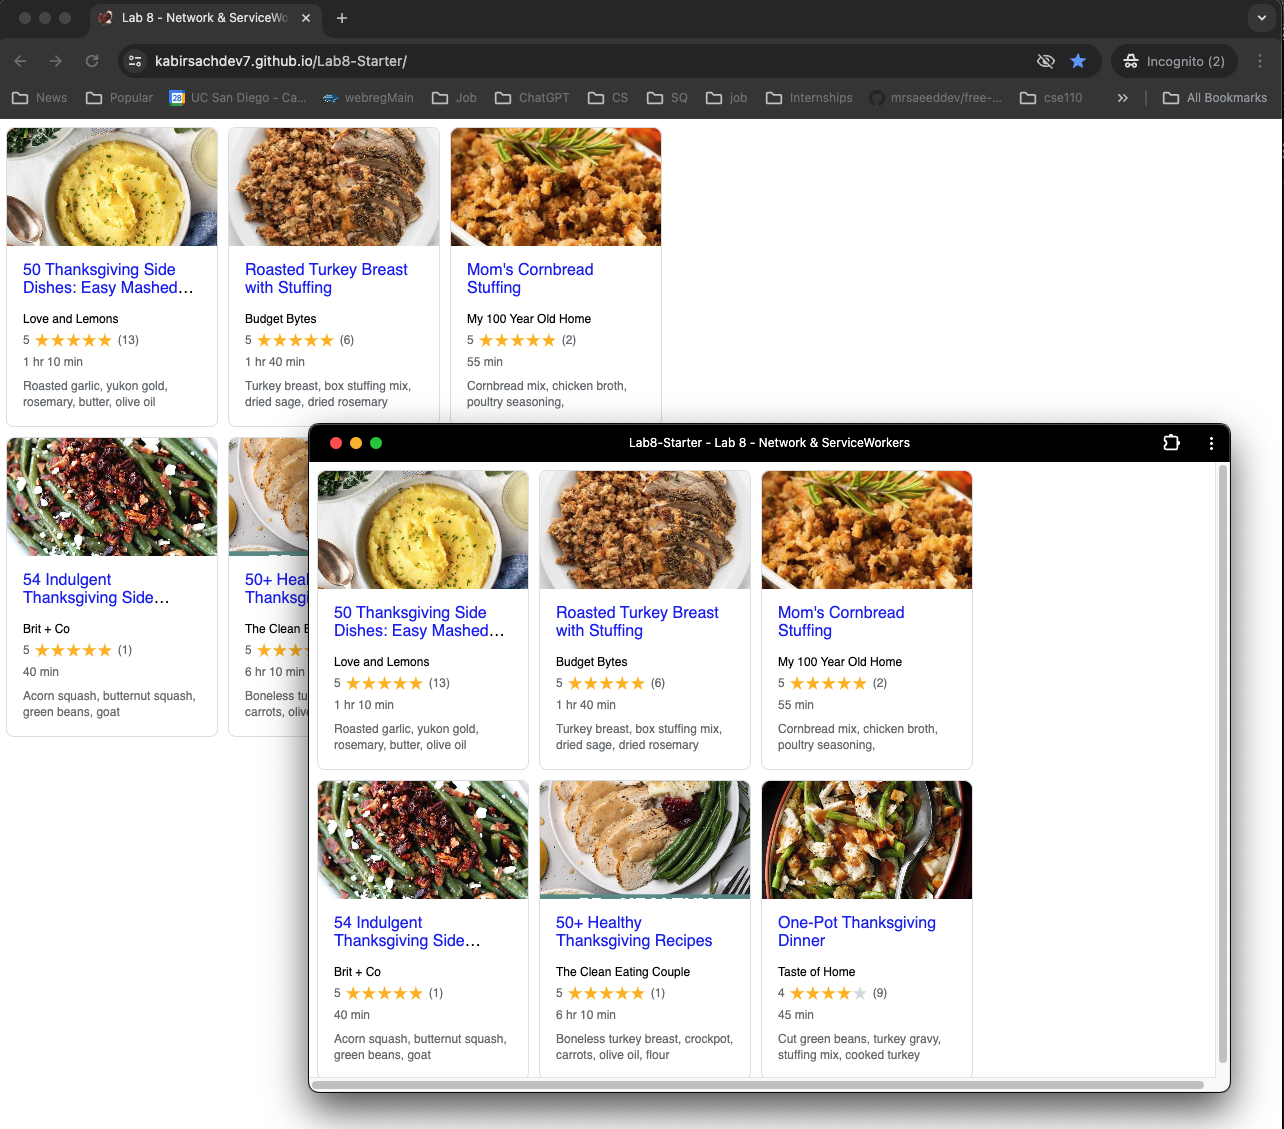 Lab 8 - Network & ServiceWo
kabirsachdev7.github.io/Lab8-Starter/
Incognito (2)
News
Popular
28
UC San Diego - Ca...
webregMain
Job
ChatGPT
CS
SQ
job
Internships
mrsaeeddev/free-...
cse110
All Bookmarks
50 Thanksgiving Side
Dishes: Easy Mashed...
Love and Lemons
5 ★★★★★ (13)
1 hr 10 min
Roasted garlic, yukon gold,
rosemary, butter, olive oil
Roasted Turkey Breast
with Stuffing
Budget Bytes
5 ★★★★★ (6)
1 hr 40 min
Turkey breast, box stuffing mix,
dried sage, dried rosemary
Mom's Cornbread
Stuffing
My 100 Year Old Home
5 ★★★★★ (2)
55 min
Cornbread mix, chicken broth,
poultry seasoning,
54 Indulgent
Thanksgiving Side...
Brit + Co
5 ★★★★★ (1)
40 min
Acorn squash, butternut squash,
green beans, goat
50+ Heal
Thanksgi
The Clean E
5 ★★★
6 hr 10 min
Boneless tu
carrots, oliv
Lab8-Starter - Lab 8 - Network & ServiceWorkers
50 Thanksgiving Side
Dishes: Easy Mashed...
Love and Lemons
5 ★★★★★ (13)
1 hr 10 min
Roasted garlic, yukon gold,
rosemary, butter, olive oil
Roasted Turkey Breast
with Stuffing
Budget Bytes
5 ★★★★★ (6)
1 hr 40 min
Turkey breast, box stuffing mix,
dried sage, dried rosemary
Mom's Cornbread
Stuffing
My 100 Year Old Home
5 ★★★★★ (2)
55 min
Cornbread mix, chicken broth,
poultry seasoning,
54 Indulgent
Thanksgiving Side...
Brit + Co
5 ★★★★★ (1)
40 min
Acorn squash, butternut squash,
green beans, goat
50+ Healthy
Thanksgiving Recipes
The Clean Eating Couple
5 ★★★★★ (1)
6 hr 10 min
Boneless turkey breast, crockpot,
carrots, olive oil, flour
One-Pot Thanksgiving
Dinner
Taste of Home
4 ★★★★★ (9)
45 min
Cut green beans, turkey gravy,
stuffing mix, cooked turkey